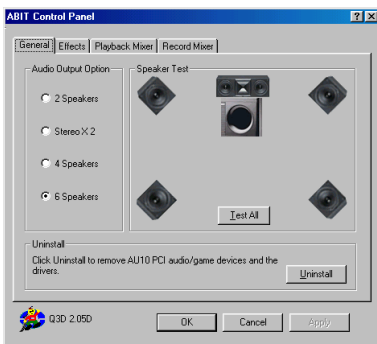 ABIT Control Panel
General Effects Playback Mixer Record Mixer
Audio Output Option
Speaker Test
2 Speakers
Stereo X 2
4 Speakers
6 Speakers
Test All
Uninstall
Click Uninstall to remove AU10 PCI audio/game devices and the
drivers.
Uninstall
Q3D 2.05D
OK Cancel Apply